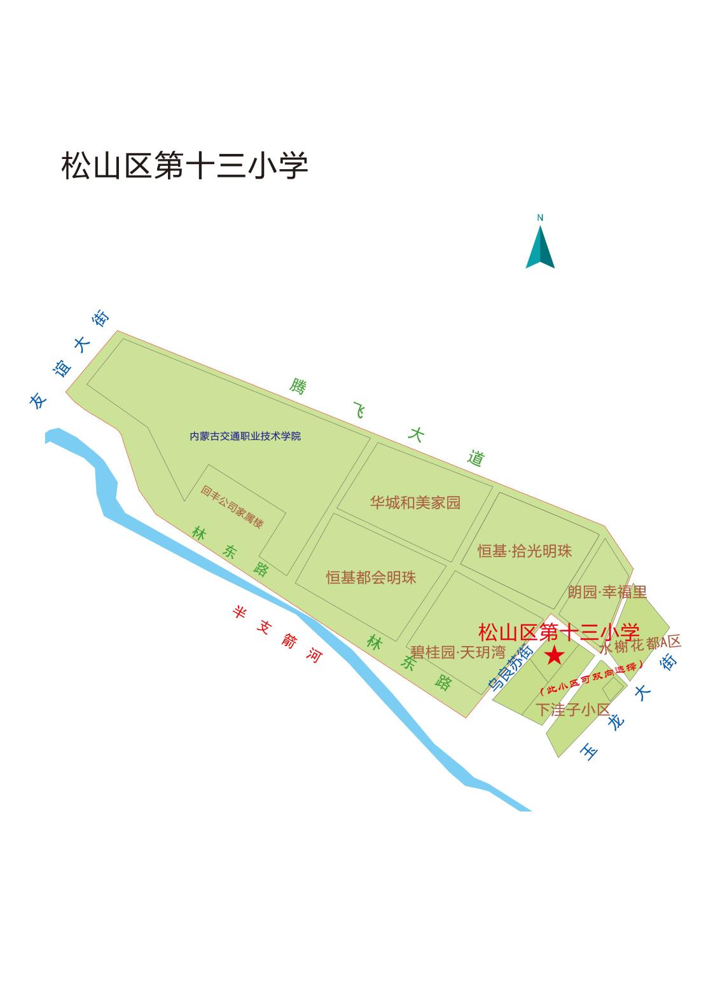 松山区第十三小学
N
友谊大街
腾飞大道
内蒙古交通职业技术学院
回丰公司家属楼
华城和美家园
林东路
恒基·拾光明珠
恒基都会明珠
朗园·幸福里
半支箭河
松山区第十三小学
水榭花都A区
碧桂园·天玥湾
林东路
乌良苏街
(此小区可双向选择)
下洼子小区
玉龙大街